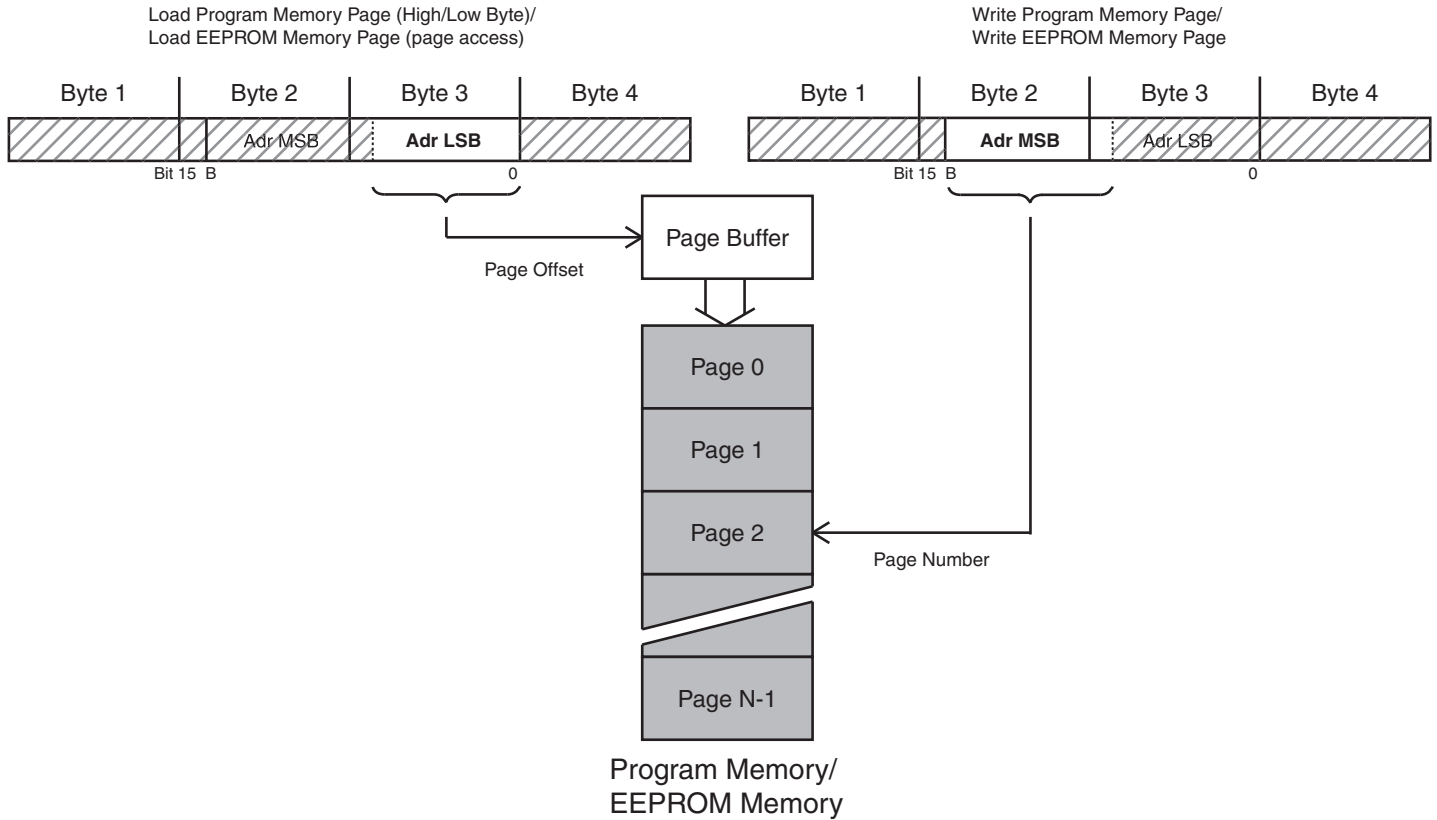 Load Program Memory Page (High/Low Byte)/
Load EEPROM Memory Page (page access)
Byte 1 Byte 2 Byte 3 Byte 4
Adr MSB Adr LSB
Bit 15 B 0
Write Program Memory Page/
Write EEPROM Memory Page
Byte 1 Byte 2 Byte 3 Byte 4
Adr MSB Adr LSB
Bit 15 B 0
Page Buffer
Page Offset
Page 0
Page 1
Page 2
Page Number
Page N-1
Program Memory/
EEPROM Memory